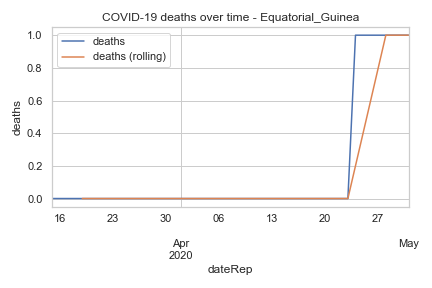 COVID-19 deaths over time - Equatorial_Guinea
deaths
deaths (rolling)
1.0
0.8
0.6
0.4
0.2
0.0
deaths
16 23 30 06 13 20 27
Apr May
2020
dateRep